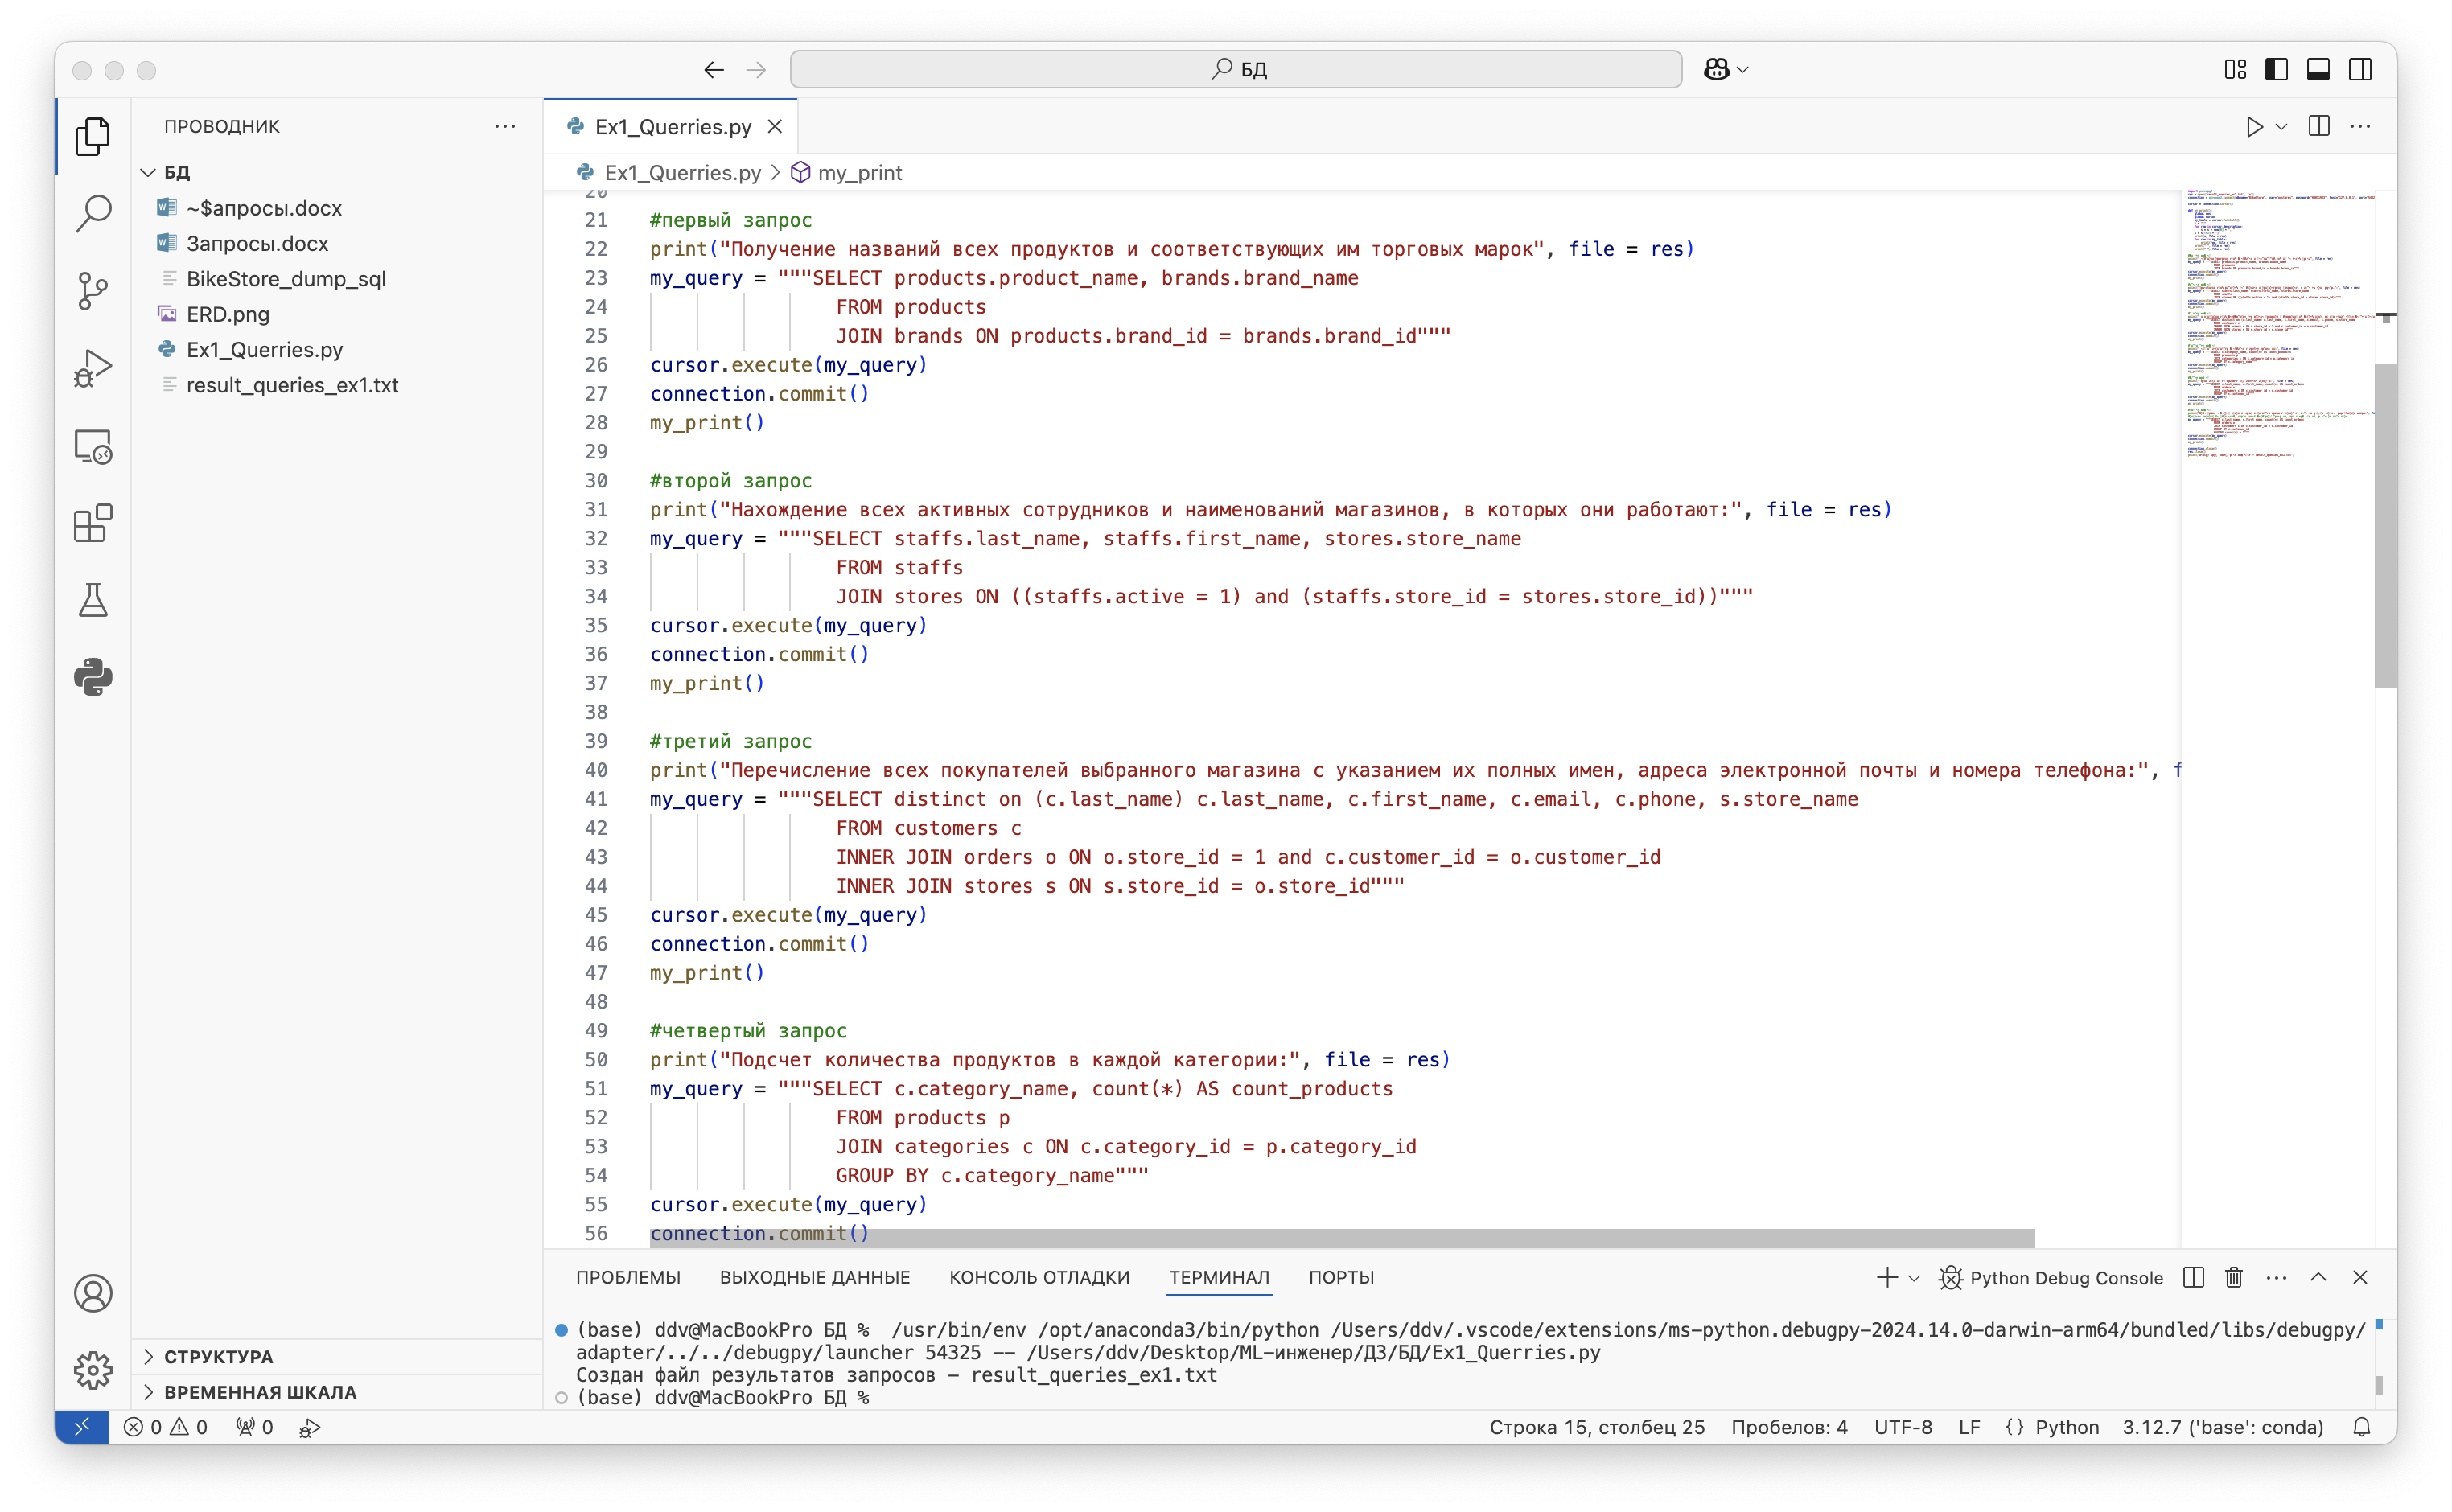 БД
ПРОВОДНИК
БД
~$апросы.docx
Запросы.docx
BikeStore_dump_sql
ERD.png
Ex1_Querries.py
result_queries_ex1.txt
СТРУКТУРА
ВРЕМЕННАЯ ШКАЛА
Ex1_Querries.py
Ex1_Querries.py > my_print
20
21 #первый запрос
22 print("Получение названий всех продуктов и соответствующих им торговых марок", file = res)
23 my_query = """SELECT products.product_name, brands.brand_name
24 FROM products
25 JOIN brands ON products.brand_id = brands.brand_id"""
26 cursor.execute(my_query)
27 connection.commit()
28 my_print()
29
30 #второй запрос
31 print("Нахождение всех активных сотрудников и наименований магазинов, в которых они работают:", file = res)
32 my_query = """SELECT staffs.last_name, staffs.first_name, stores.store_name
33 FROM staffs
34 JOIN stores ON ((staffs.active = 1) and (staffs.store_id = stores.store_id))"""
35 cursor.execute(my_query)
36 connection.commit()
37 my_print()
38
39 #третий запрос
40 print("Перечисление всех покупателей выбранного магазина с указанием их полных имен, адреса электронной почты и номера телефона:", f
41 my_query = """SELECT distinct on (c.last_name) c.last_name, c.first_name, c.email, c.phone, s.store_name
42 FROM customers c
43 INNER JOIN orders o ON o.store_id = 1 and c.customer_id = o.customer_id
44 INNER JOIN stores s ON s.store_id = o.store_id"""
45 cursor.execute(my_query)
46 connection.commit()
47 my_print()
48
49 #четвертый запрос
50 print("Подсчет количества продуктов в каждой категории:", file = res)
51 my_query = """SELECT c.category_name, count(*) AS count_products
52 FROM products p
53 JOIN categories c ON c.category_id = p.category_id
54 GROUP BY c.category_name"""
55 cursor.execute(my_query)
56 connection.commit()
ПРОБЛЕМЫ ВЫХОДНЫЕ ДАННЫЕ КОНСОЛЬ ОТЛАДКИ ТЕРМИНАЛ ПОРТЫ
Python Debug Console
(base) ddv@MacBookPro БД %  /usr/bin/env /opt/anaconda3/bin/python /Users/ddv/.vscode/extensions/ms-python.debugpy-2024.14.0-darwin-arm64/bundled/libs/debugpy/
adapter/../../debugpy/launcher 54325 -- /Users/ddv/Desktop/ML-инженер/ДЗ/БД/Ex1_Querries.py
Создан файл результатов запросов - result_queries_ex1.txt
(base) ddv@MacBookPro БД %
0 0 0
Строка 15, столбец 25 Пробелов: 4 UTF-8 LF {} Python 3.12.7 ('base': conda)